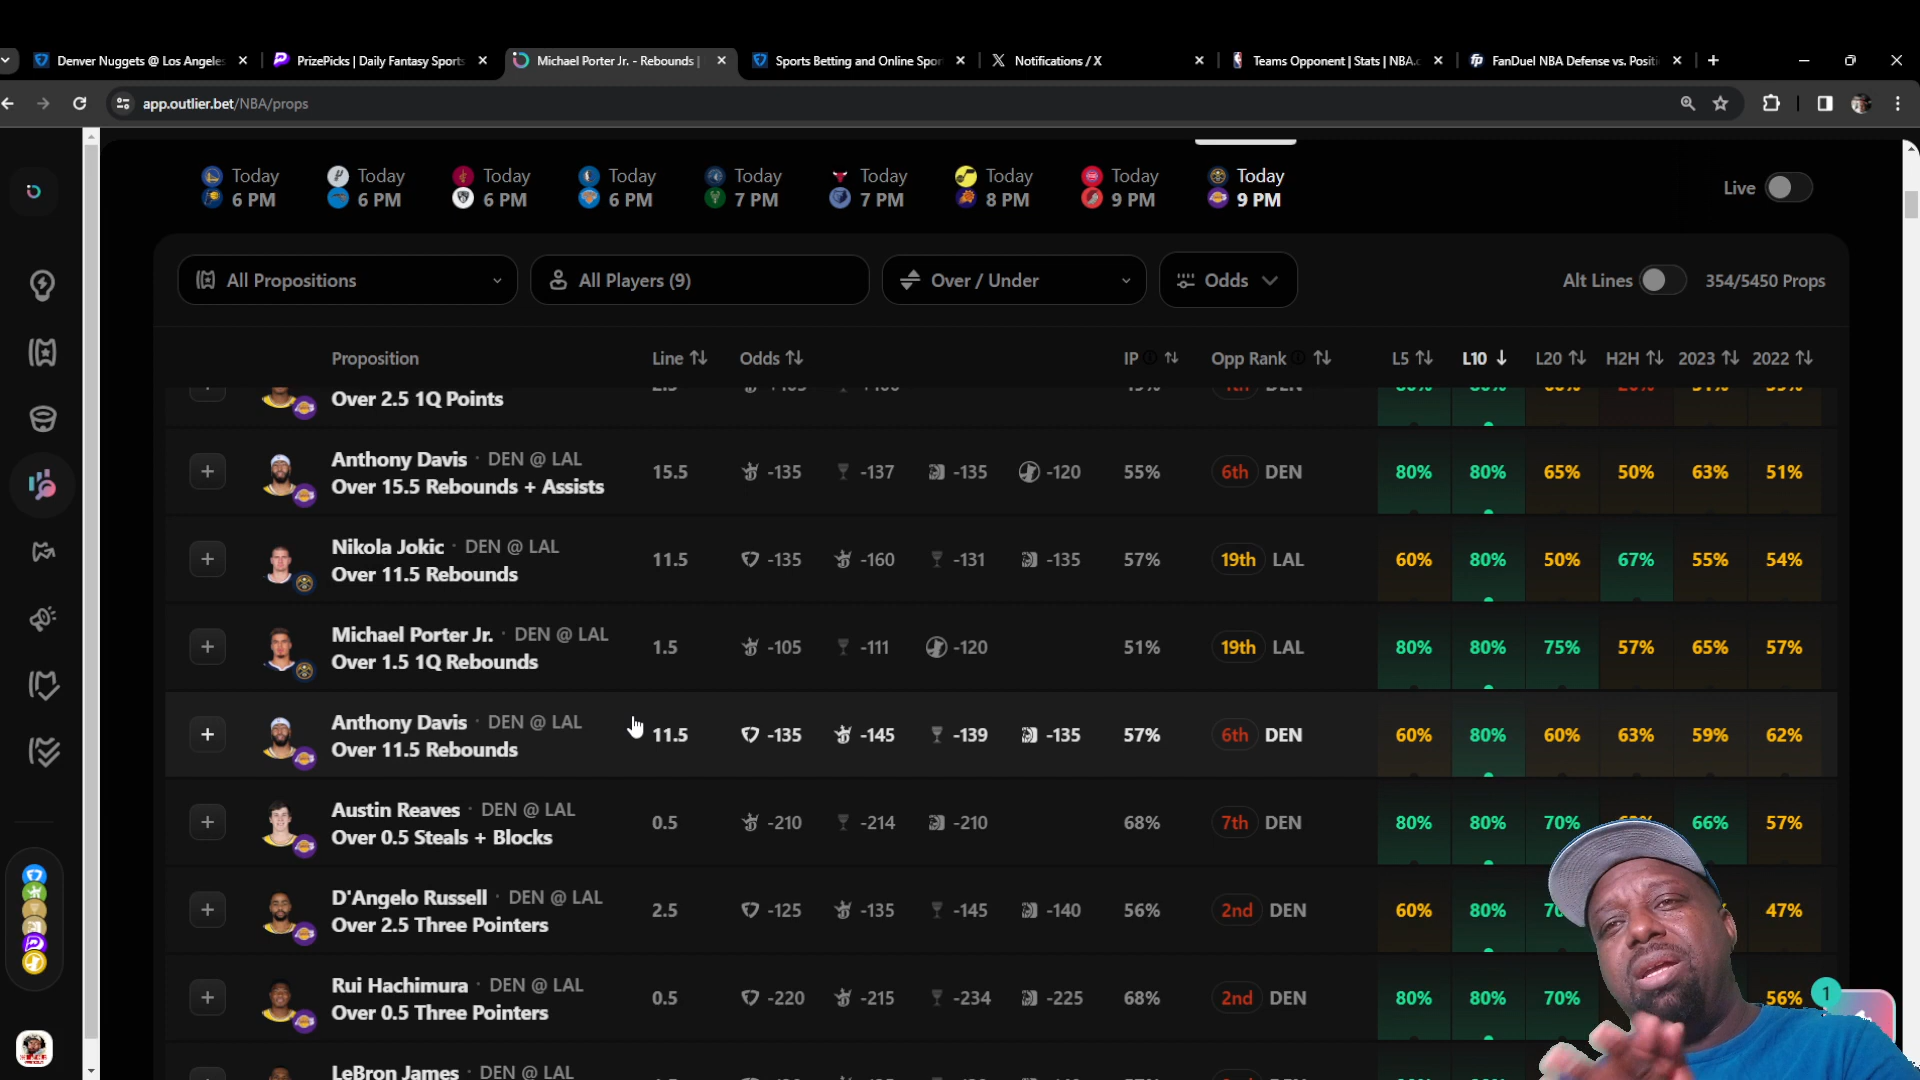 Denver Nuggets @ Los Angeles
PrizePicks | Daily Fantasy Sports
Michael Porter Jr. - Rebounds |
Sports Betting and Online Spor
Notifications / X
Teams Opponent | Stats | NBA.c
FanDuel NBA Defense vs. Positi
app.outlier.bet/NBA/props
Today 6 PM
Today 6 PM
Today 6 PM
Today 6 PM
Today 7 PM
Today 7 PM
Today 8 PM
Today 9 PM
Today 9 PM
Live
All Propositions
All Players (9)
Over / Under
Odds
Alt Lines
354/5450 Props
Proposition Line Odds IP Opp Rank L5 L10 L20 H2H 2023 2022
Over 2.5 1Q Points
Anthony Davis · DEN @ LAL
Over 15.5 Rebounds + Assists
15.5 -135 -137 -135 -120 55% 6th DEN 80% 80% 65% 50% 63% 51%
Nikola Jokic · DEN @ LAL
Over 11.5 Rebounds
11.5 -135 -160 -131 -135 57% 19th LAL 60% 80% 50% 67% 55% 54%
Michael Porter Jr. · DEN @ LAL
Over 1.5 1Q Rebounds
1.5 -105 -111 -120 51% 19th LAL 80% 80% 75% 57% 65% 57%
Anthony Davis · DEN @ LAL
Over 11.5 Rebounds
11.5 -135 -145 -139 -135 57% 6th DEN 60% 80% 60% 63% 59% 62%
Austin Reaves · DEN @ LAL
Over 0.5 Steals + Blocks
0.5 -210 -214 -210 68% 7th DEN 80% 80% 70% 66% 57%
D'Angelo Russell · DEN @ LAL
Over 2.5 Three Pointers
2.5 -125 -135 -145 -140 56% 2nd DEN 60% 80% 47%
Rui Hachimura · DEN @ LAL
Over 0.5 Three Pointers
0.5 -220 -215 -234 -225 68% 2nd DEN 80% 80% 70% 56%
1
LeBron James · DEN @ LAL